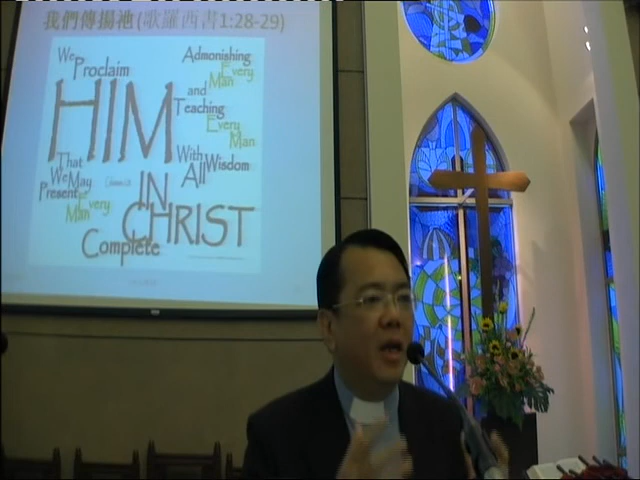 我們傳揚祂(歌羅西書1:28-29)
We
Proclaim
HIM
Admonishing
Every
Man
and
Teaching
Every
Man
With
All Wisdom
That
We May
Present
Every
Man
Complete
IN
CHRIST